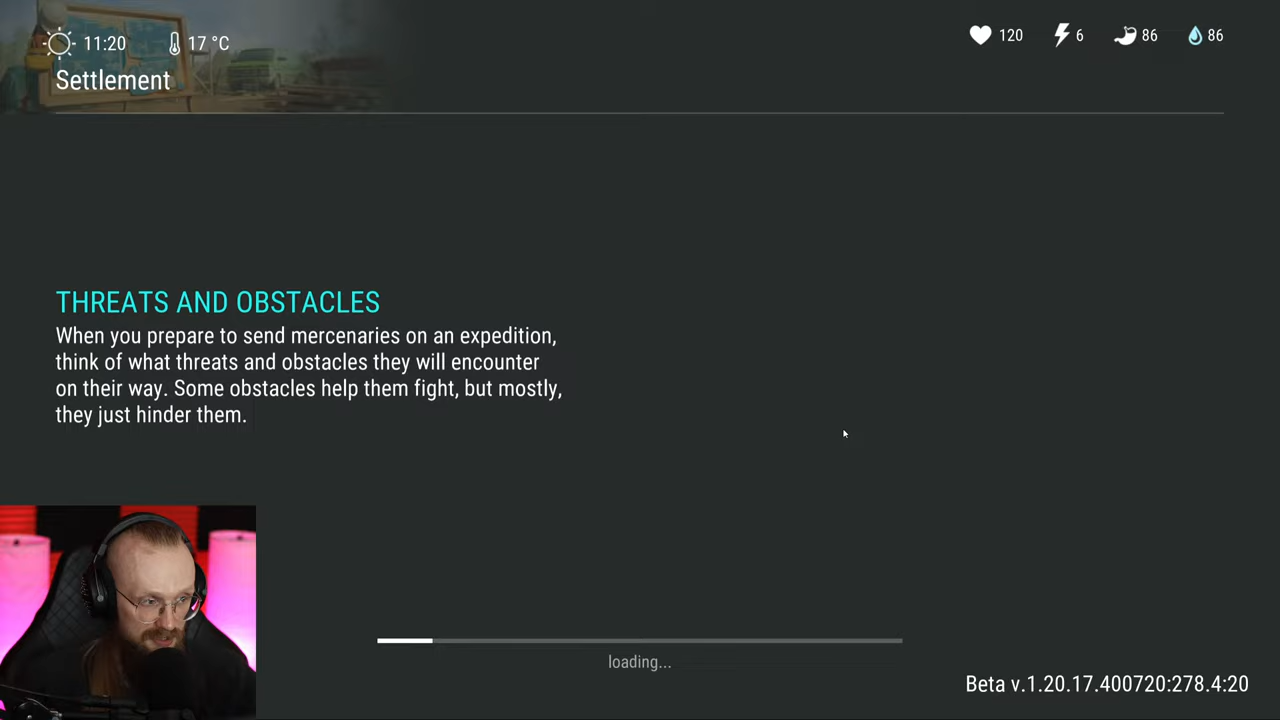 11:20 17 °C
120 6 86 86
Settlement
THREATS AND OBSTACLES
When you prepare to send mercenaries on an expedition,
think of what threats and obstacles they will encounter
on their way. Some obstacles help them fight, but mostly,
they just hinder them.
loading...
Beta v.1.20.17.400720:278.4:20